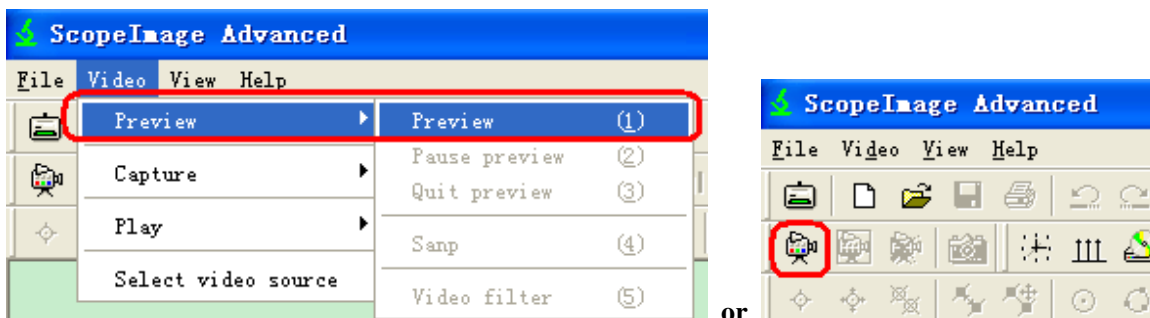 ScopeImage Advanced
File Video View Help
Preview Preview (1)
Pause preview (2)
Capture
Quit preview (3)
Play
Sanp (4)
Select video source
Video filter (5)
or
ScopeImage Advanced
File Video View Help